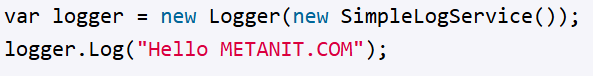 var logger = new Logger(new SimpleLogService());
logger.Log("Hello METANIT.COM");